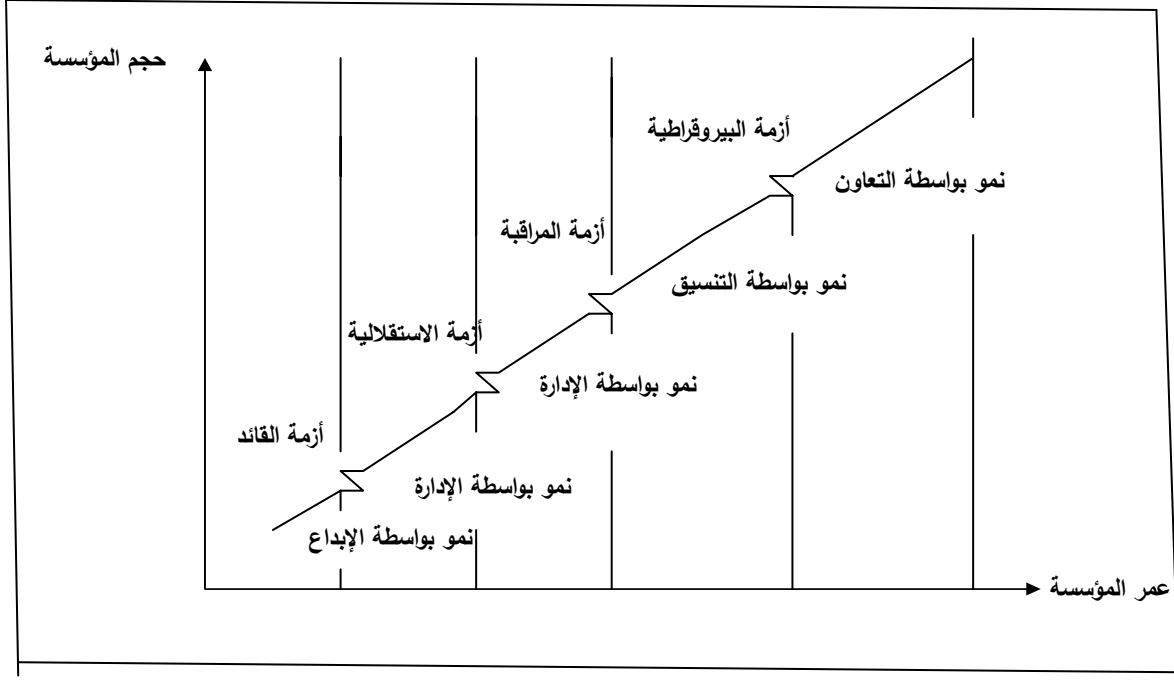 حجم المؤسسة
أزمة البيروقراطية
نمو بواسطة التعاون
أزمة المراقبة
نمو بواسطة التنسيق
أزمة الاستقلالية
نمو بواسطة الإدارة
أزمة القائد
نمو بواسطة الإدارة
نمو بواسطة الإبداع
عمر المؤسسة